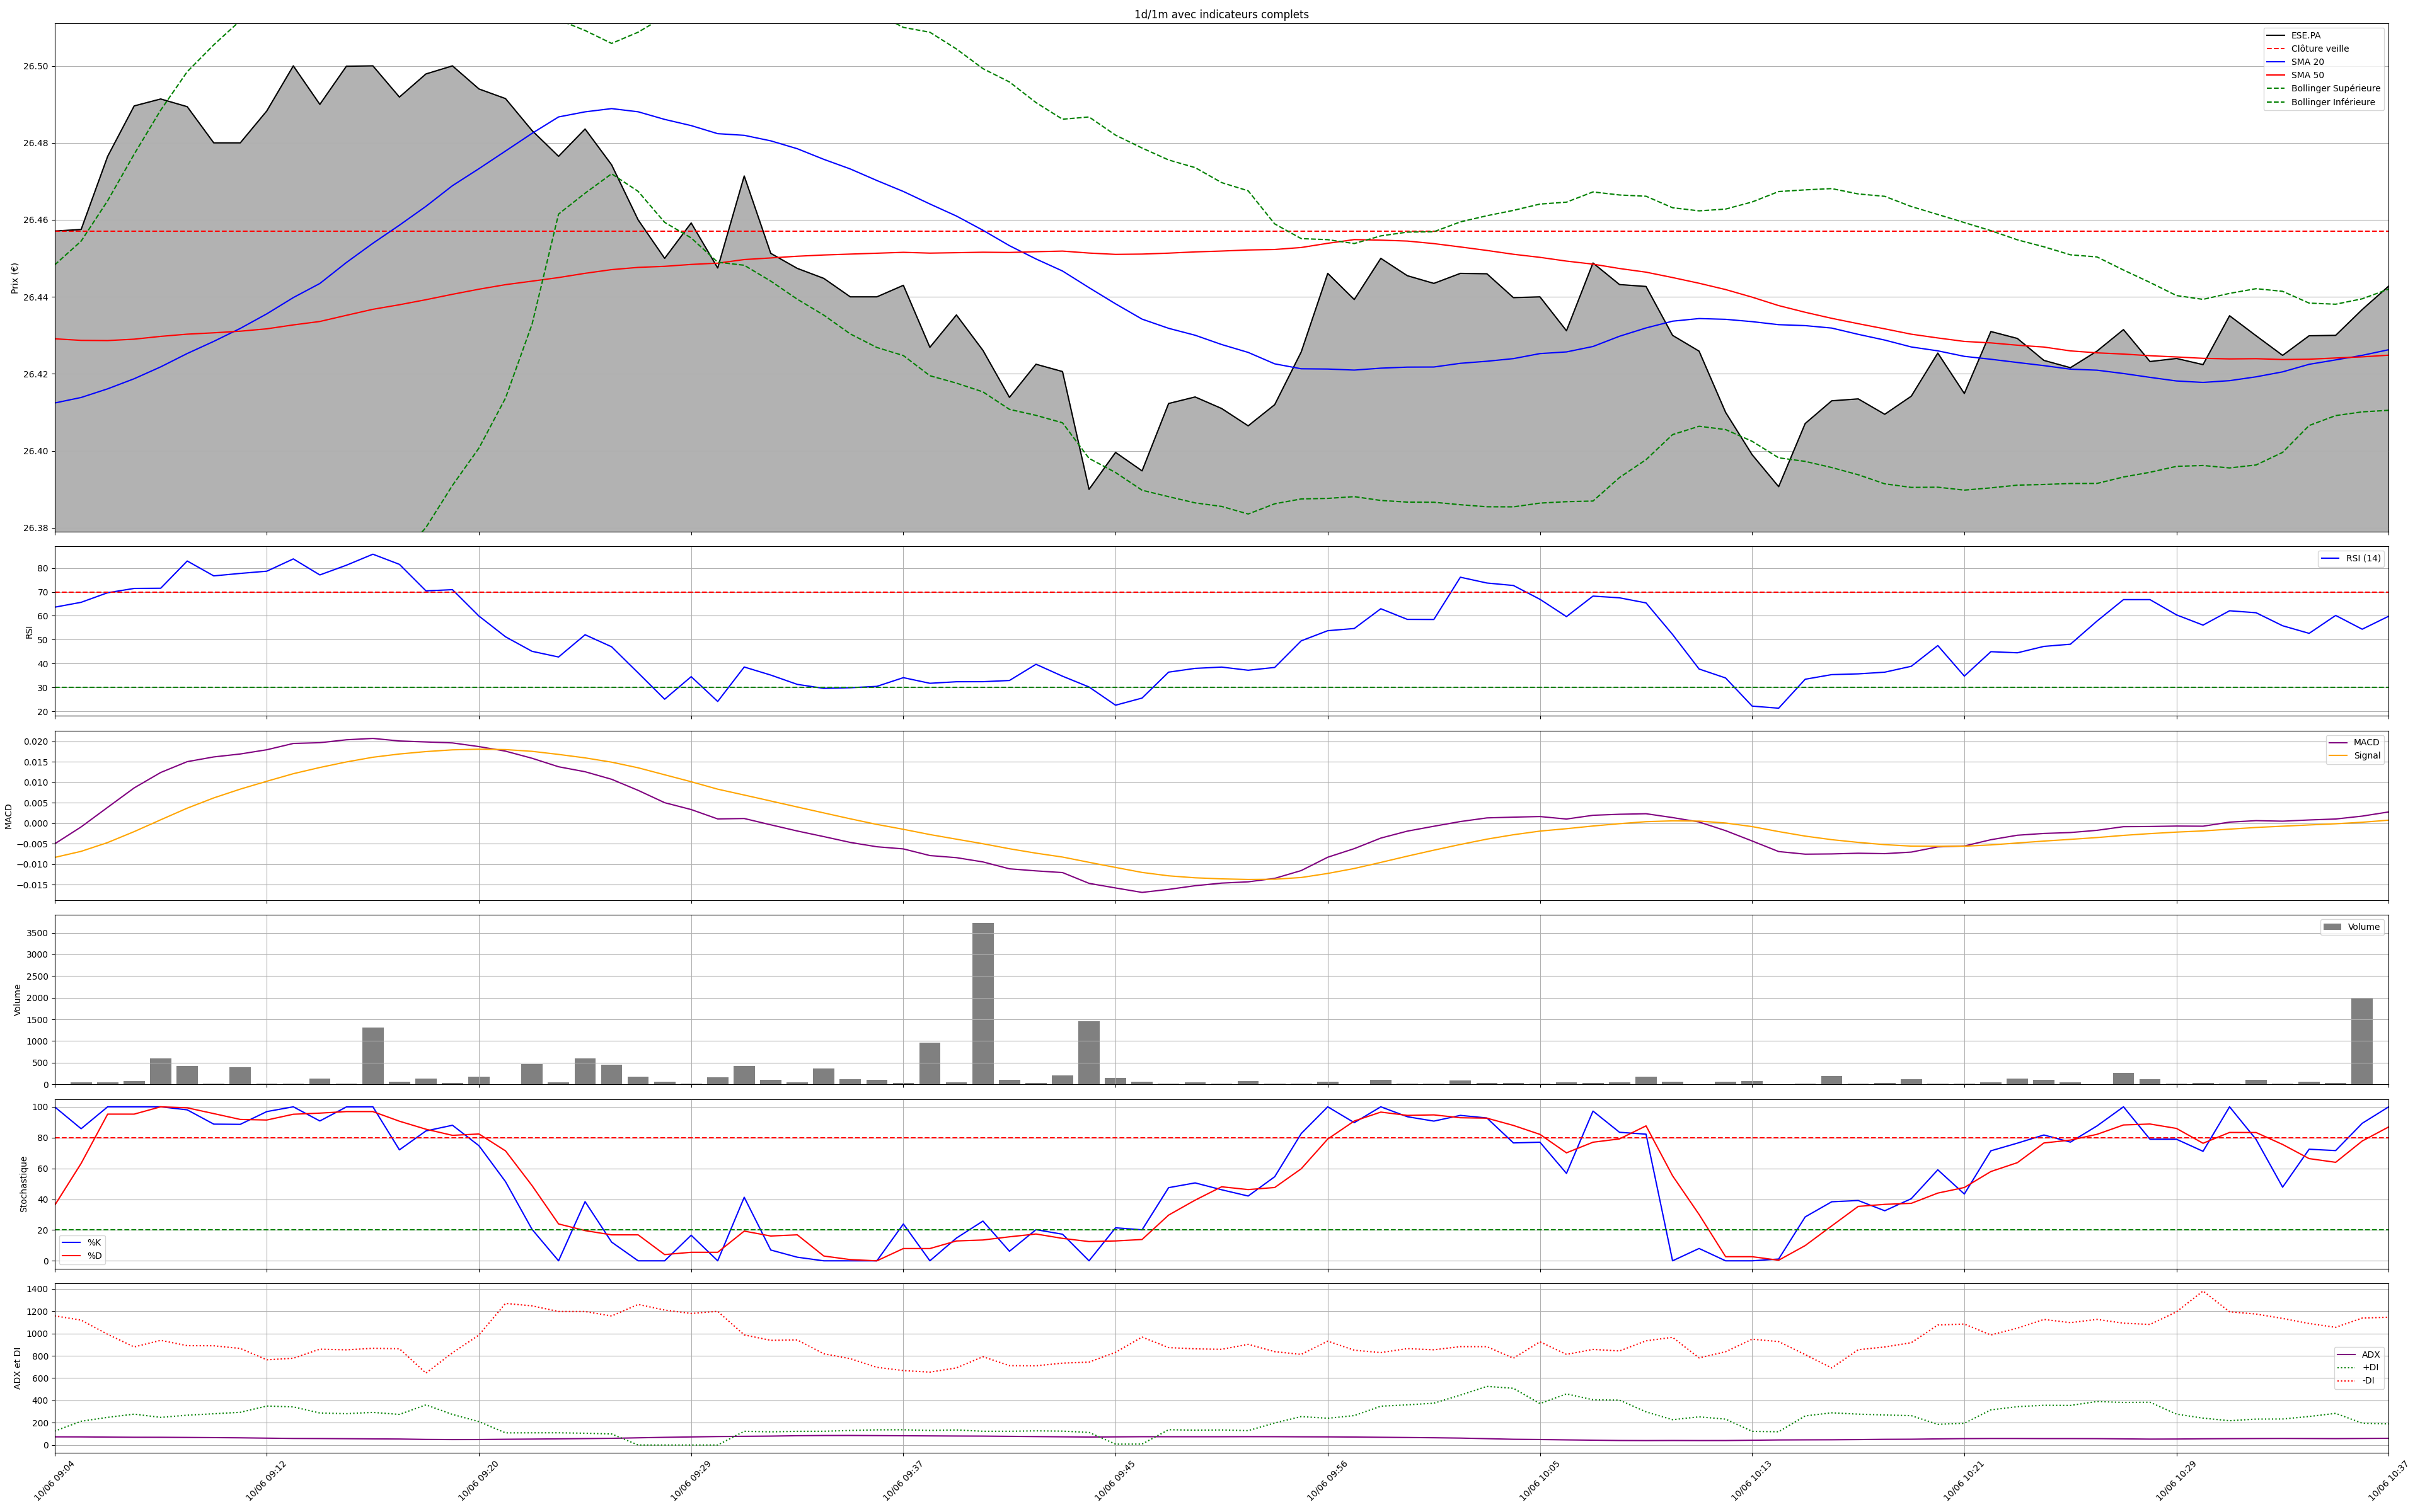 1d/1m avec indicateurs complets
Prix (€)
26.50
26.48
26.46
26.44
26.42
26.40
26.38
ESE.PA
Clôture veille
SMA 20
SMA 50
Bollinger Supérieure
Bollinger Inférieure
RSI
80
70
60
50
40
30
20
RSI (14)
MACD
0.020
0.015
0.010
0.005
0.000
−0.005
−0.010
−0.015
MACD
Signal
Volume
3500
3000
2500
2000
1500
1000
500
0
Volume
Stochastique
100
80
60
40
20
0
%K
%D
ADX et DI
1400
1200
1000
800
600
400
200
0
ADX
+DI
-DI
10/06 09:04
10/06 09:12
10/06 09:20
10/06 09:29
10/06 09:37
10/06 09:45
10/06 09:56
10/06 10:05
10/06 10:13
10/06 10:21
10/06 10:29
10/06 10:37